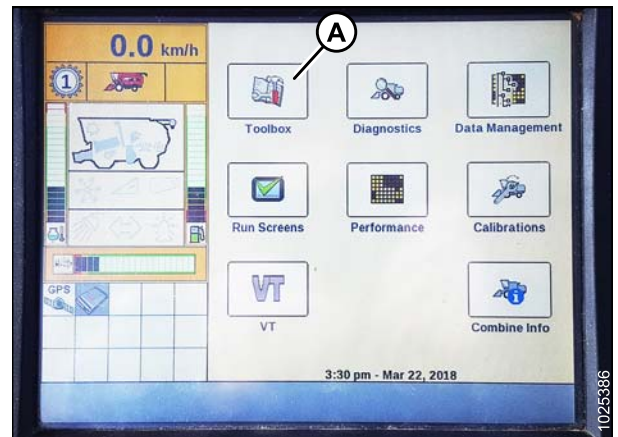 A
0.0 km/h
1
Toolbox
Diagnostics
Data Management
Run Screens
Performance
Calibrations
GPS
VT
VT
Combine Info
3:30 pm - Mar 22, 2018
1025386